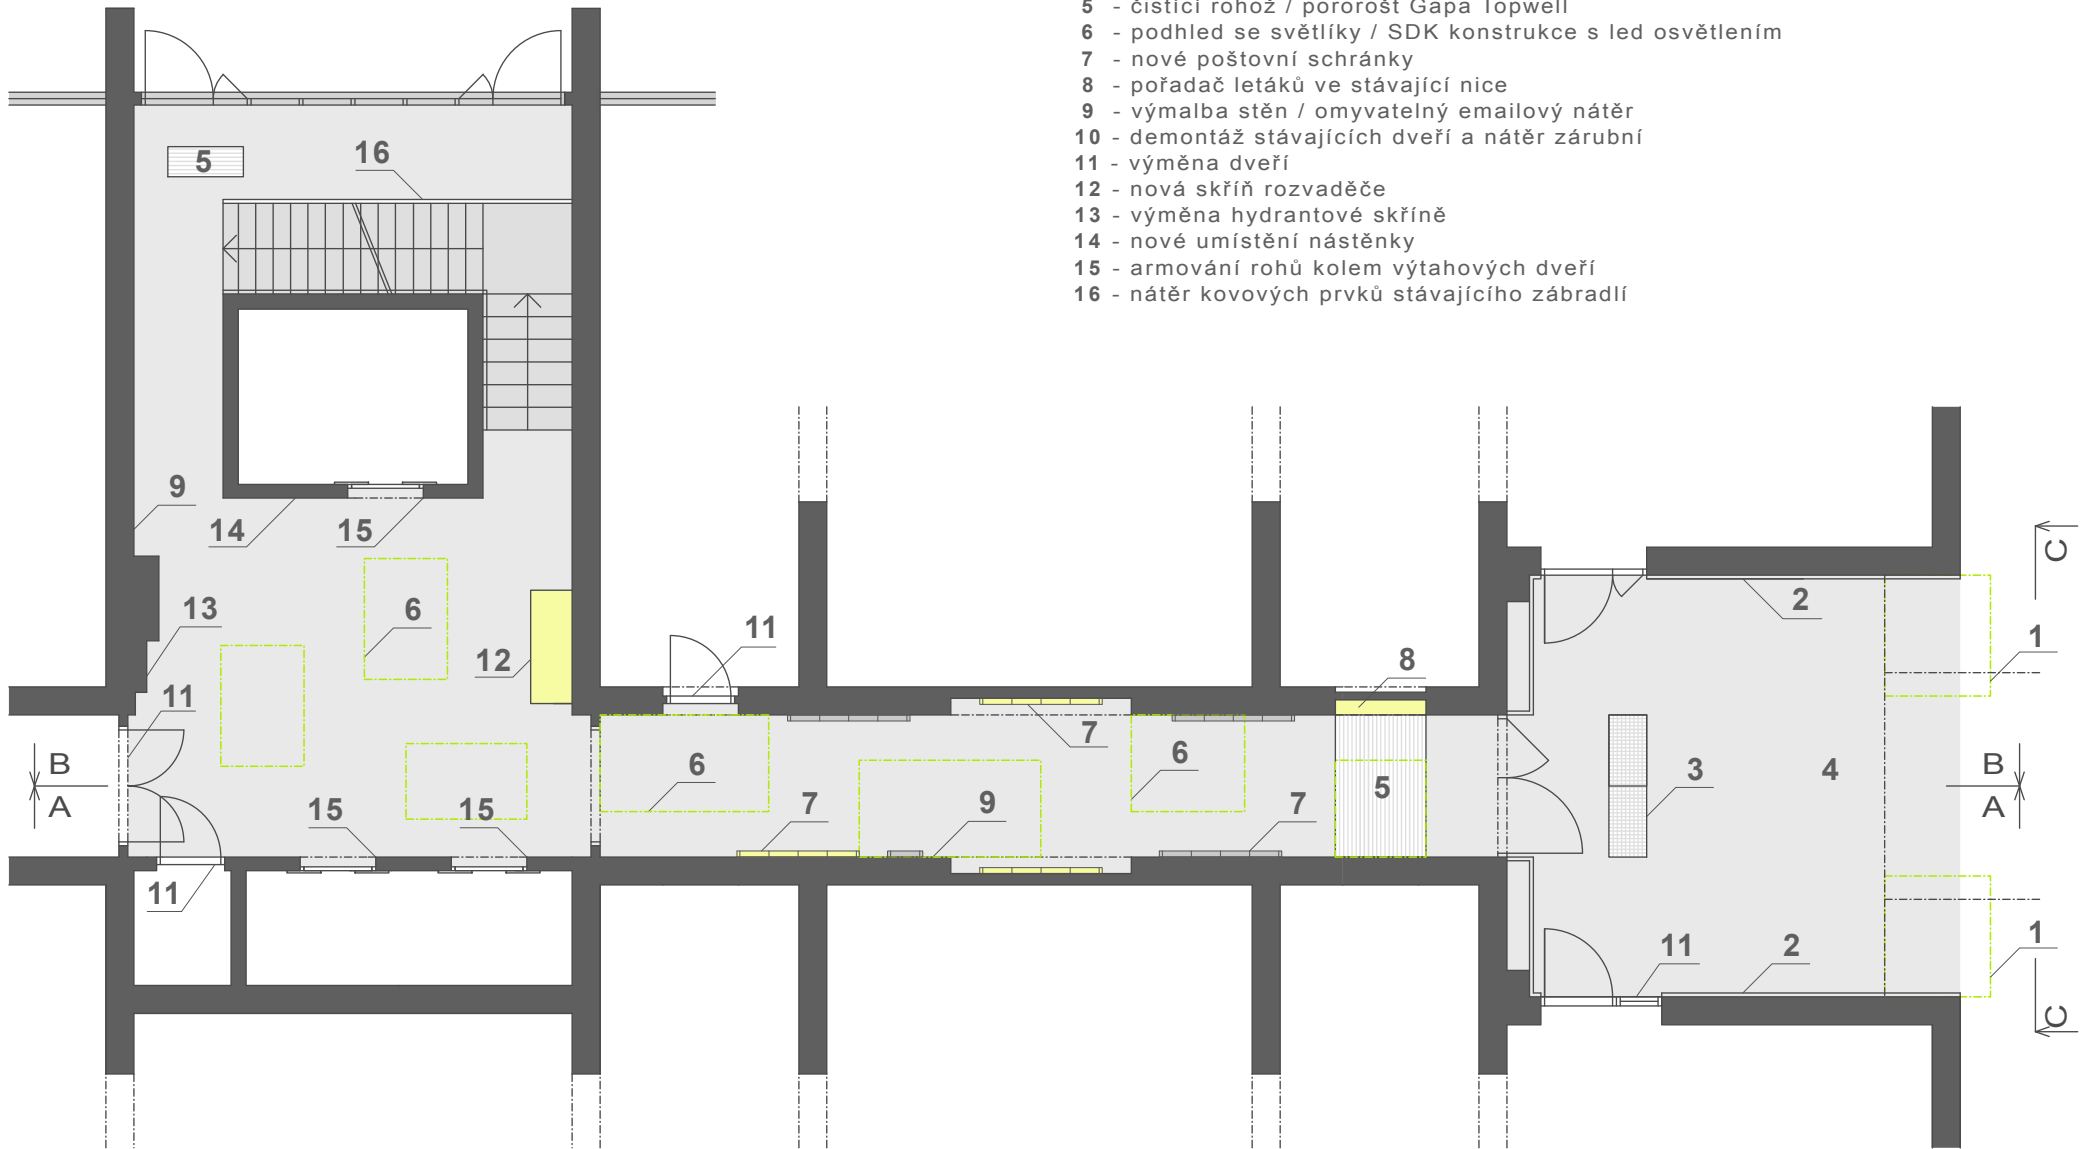 5 - čistící rohož / pororošt Gapa Topwell
6 - podhled se světlíky / SDK konstrukce s led osvětlením
7 - nové poštovní schránky
8 - pořadač letáků ve stávající nice
9 - výmalba stěn / omyvatelný emailový nátěr
10 - demontáž stávajících dveří a nátěr zárubní
11 - výměna dveří
12 - nová skříň rozvaděče
13 - výměna hydrantové skříně
14 - nové umístění nástěnky
15 - armování rohů kolem výtahových dveří
16 - nátěr kovových prvků stávajícího zábradlí
5
16
9
14
15
C
13
6
2
11
1
12
8
11
7
B
6
6
5
3
4
B
A
15
15
7
9
7
A
11
11
2
1
C